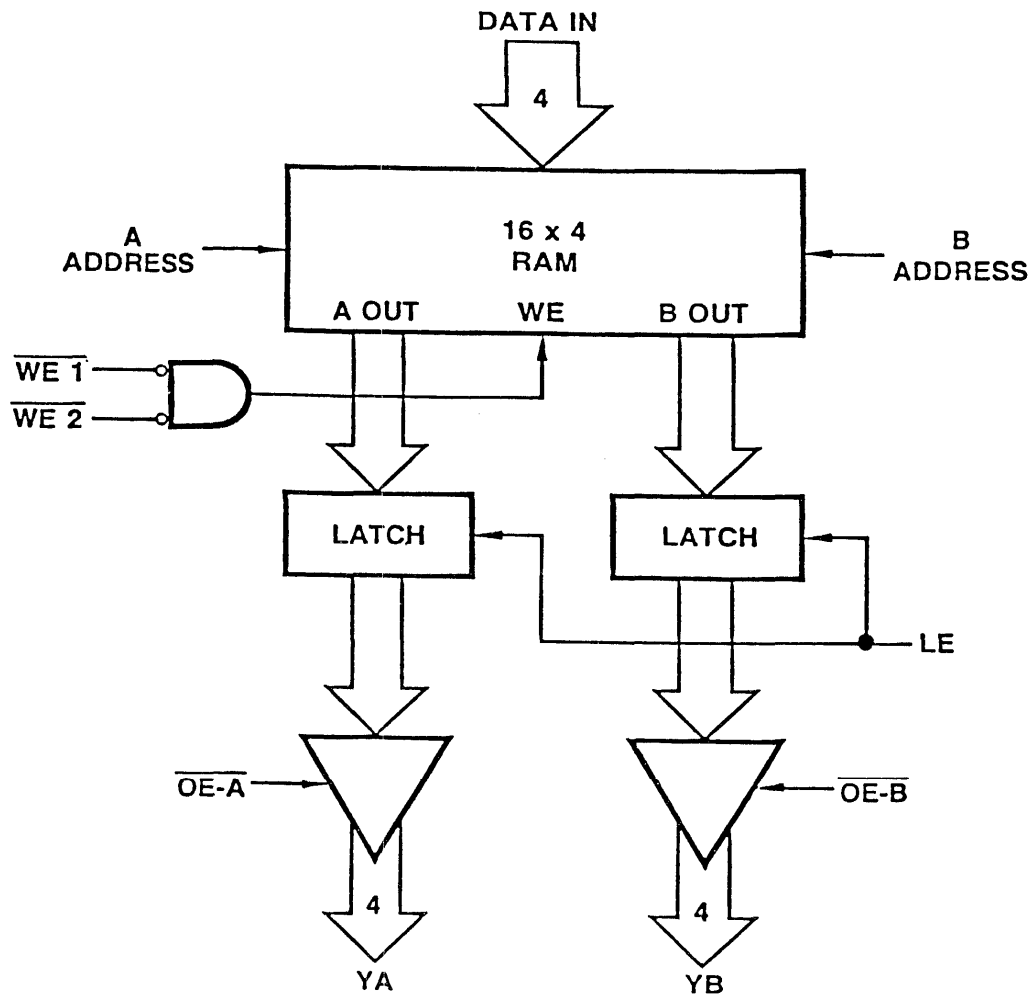 DATA IN
4
A
ADDRESS
16 x 4
RAM
B
ADDRESS
A OUT
WE
B OUT
WE 1
WE 2
LATCH
LATCH
LE
OE-A
OE-B
4
4
YA
YB